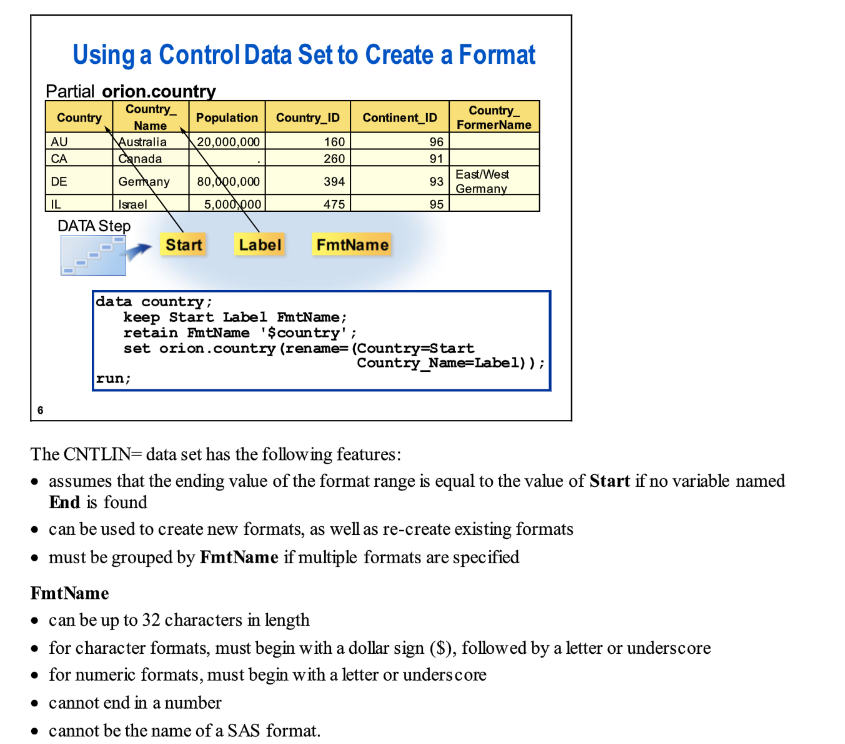 Using a Control Data Set to Create a Format
Partial orion.country
Country Country_ Name Population Country_ID Continent_ID Country_ FormerName
AU Australia 20,000,000 160 96
CA Canada . 260 91
DE Germany 80,000,000 394 93 East/West Germany
IL Israel 5,000,000 475 95
DATA Step
Start Label FmtName
data country;
keep Start Label FmtName;
retain FmtName '$country';
set orion.country(rename=(Country=Start
Country_Name=Label));
run;
6
The CNTLIN= data set has the following features:
• assumes that the ending value of the format range is equal to the value of Start if no variable named
End is found
• can be used to create new formats, as well as re-create existing formats
• must be grouped by FmtName if multiple formats are specified
FmtName
• can be up to 32 characters in length
• for character formats, must begin with a dollar sign ($), followed by a letter or underscore
• for numeric formats, must begin with a letter or underscore
• cannot end in a number
• cannot be the name of a SAS format.